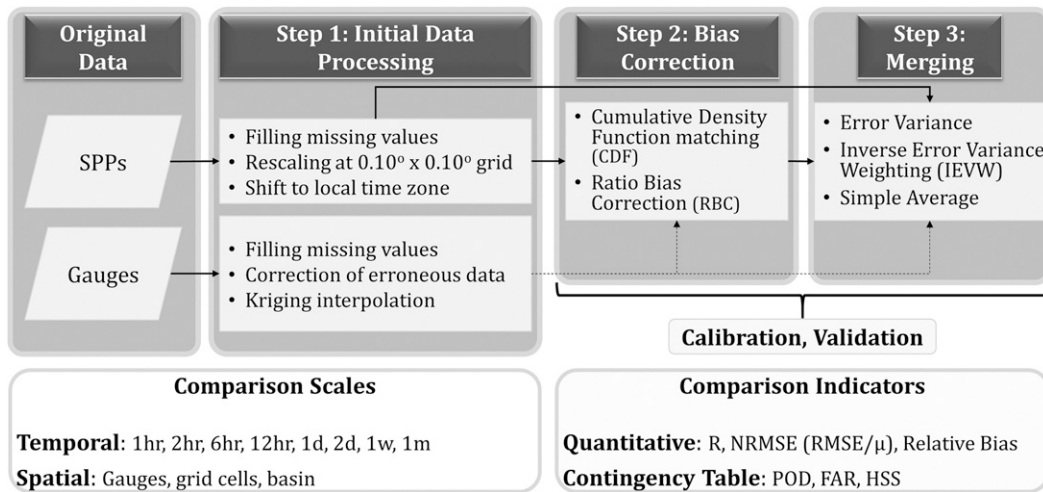 Original
Data
Step 1: Initial Data
Processing
Step 2: Bias
Correction
Step 3:
Merging
SPPs
• Filling missing values
• Rescaling at 0.10° x 0.10° grid
• Shift to local time zone
• Cumulative Density
Function matching
(CDF)
• Ratio Bias
Correction (RBC)
• Error Variance
• Inverse Error Variance
Weighting (IEVW)
• Simple Average
Gauges
• Filling missing values
• Correction of erroneous data
• Kriging interpolation
Calibration, Validation
Comparison Scales
Temporal: 1hr, 2hr, 6hr, 12hr, 1d, 2d, 1w, 1m
Spatial: Gauges, grid cells, basin
Comparison Indicators
Quantitative: R, NRMSE (RMSE/μ), Relative Bias
Contingency Table: POD, FAR, HSS